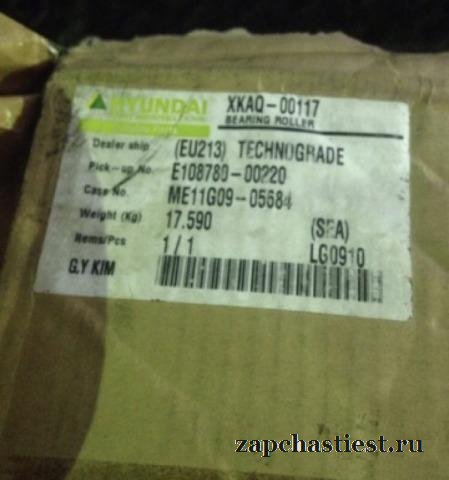 HYUNDAI
XKAQ-00117
BEARING ROLLER
Dealer ship (EU213) TECHNOGRADE
Pick-up No. E108780-00220
Case No. ME11G09-05684
Weight (Kg) 17.590 (SEA)
Items/Pcs 1/1 LG0910
G.Y KIM
zapchastiest.ru